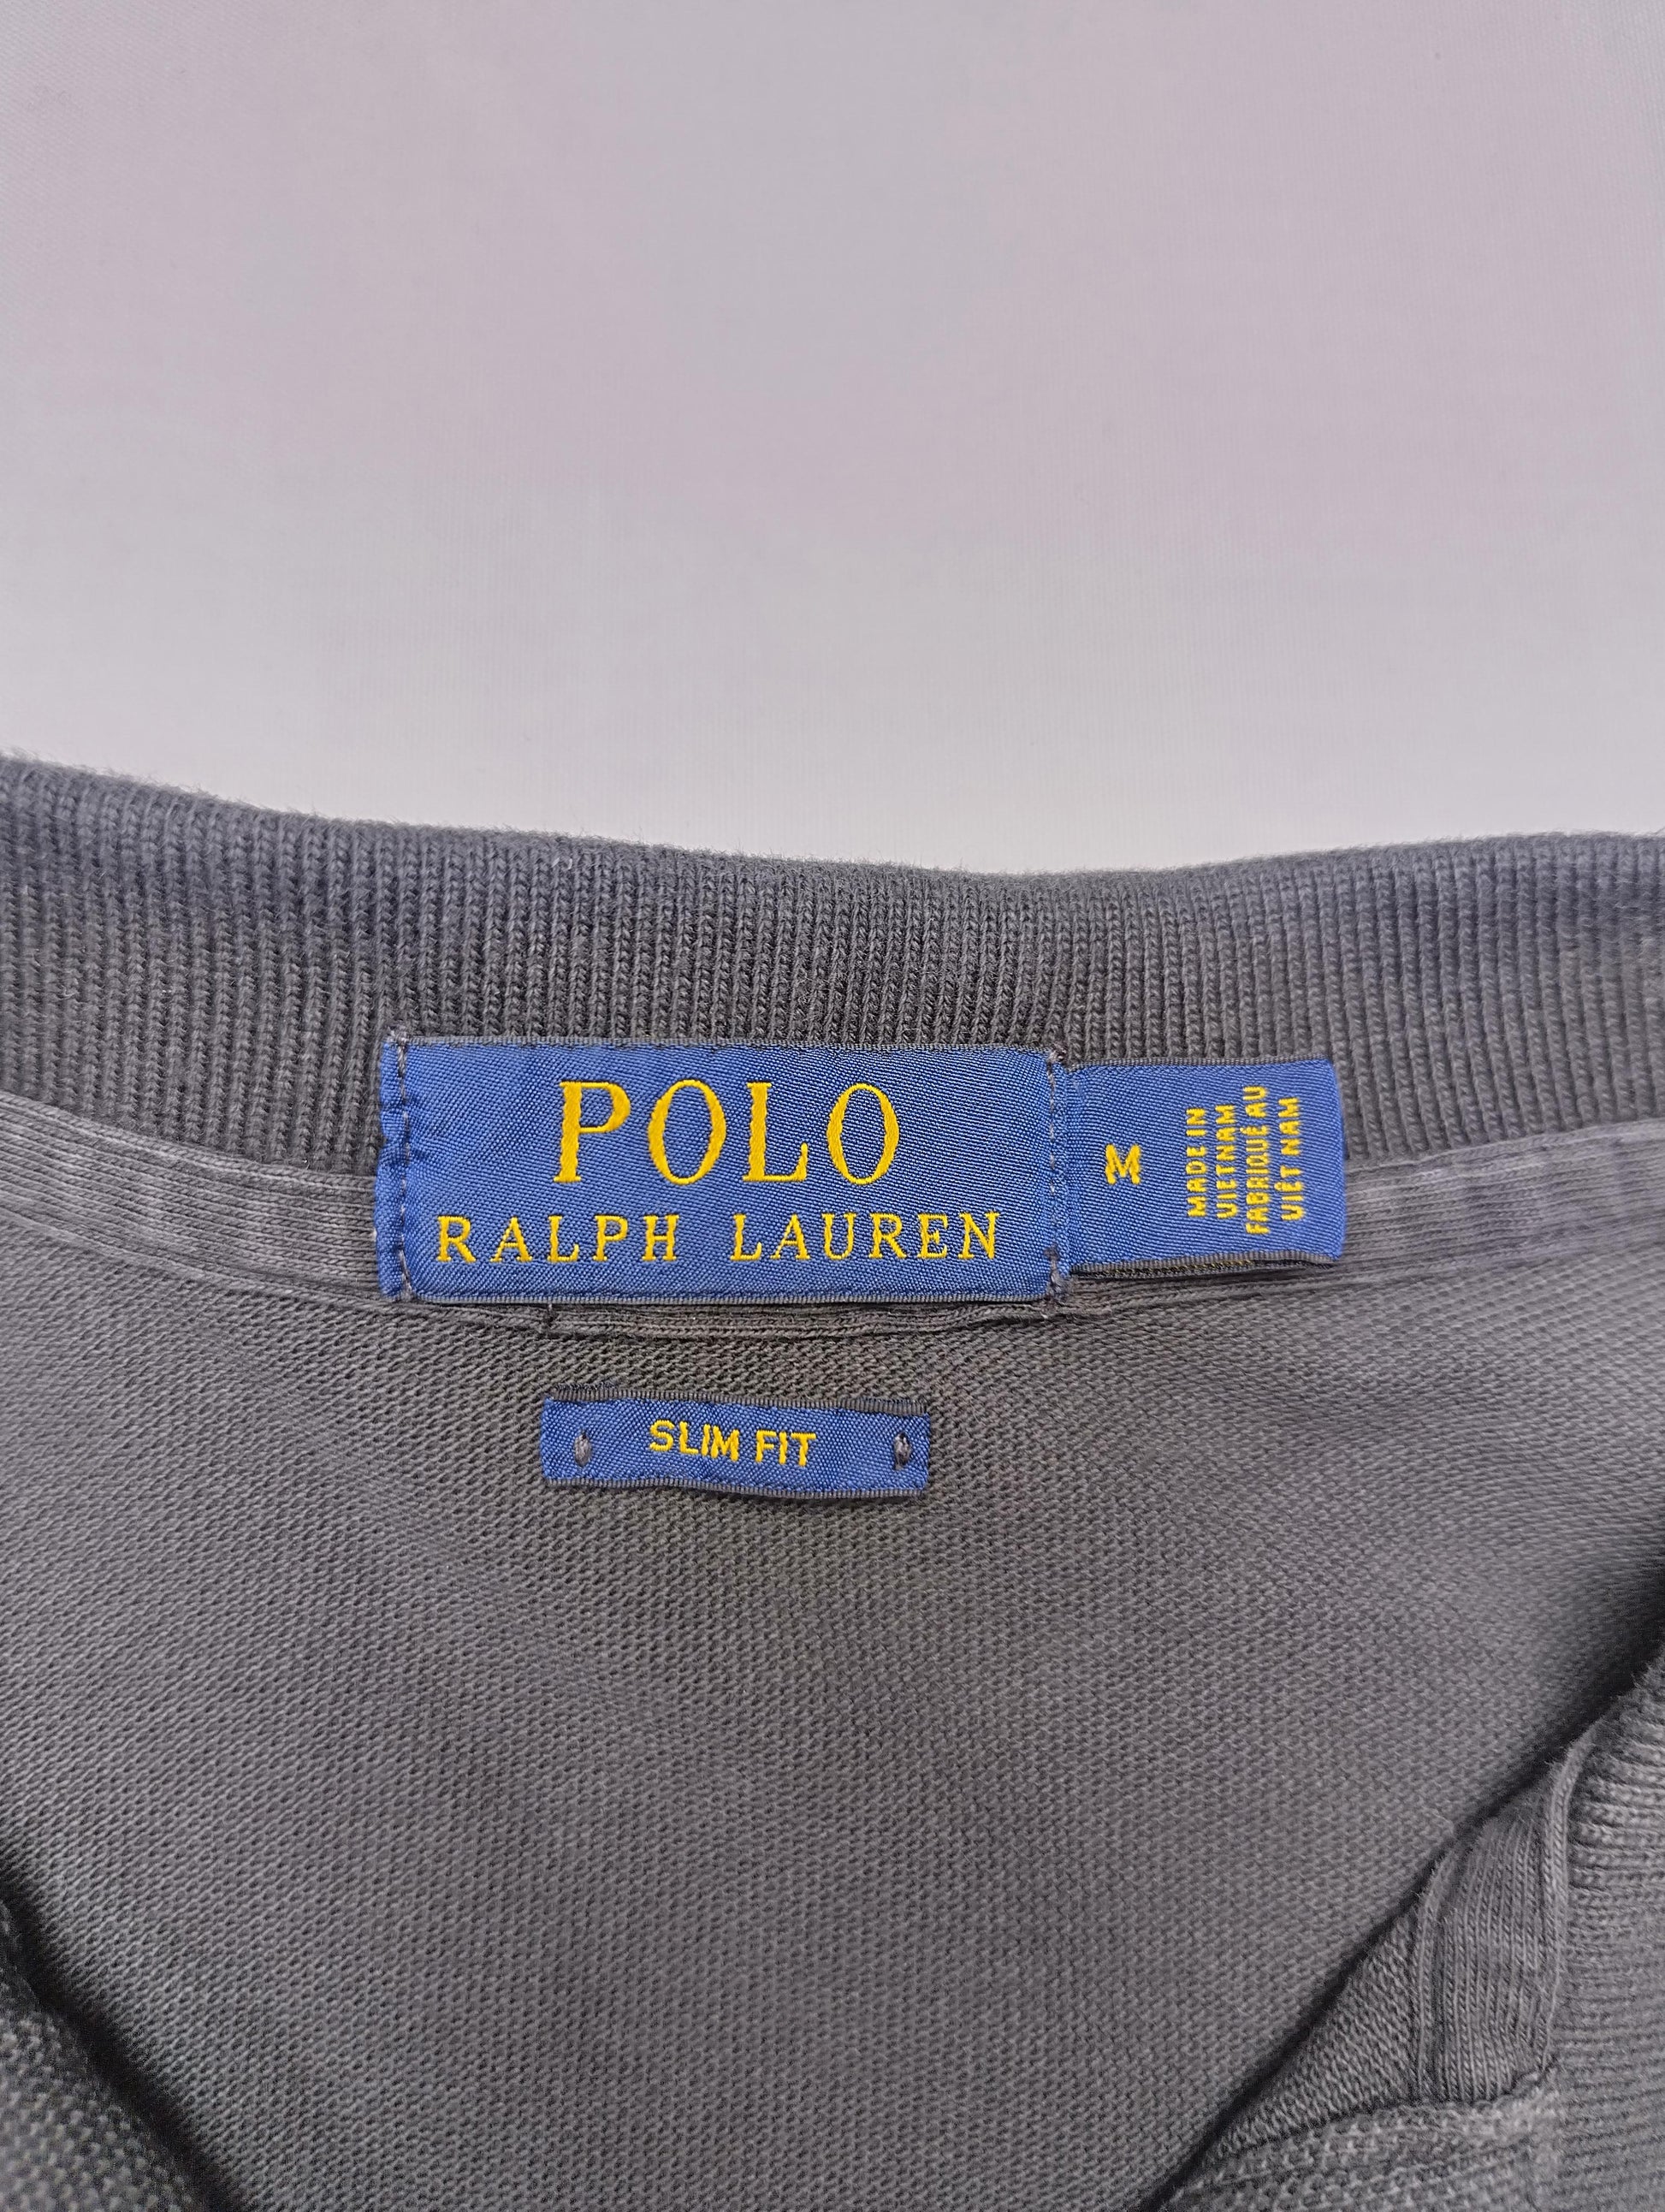 POLO
RALPH LAUREN
M
MADE IN
VIETNAM
FABRIQUÉ AU
VIÊT NAM
SLIM FIT